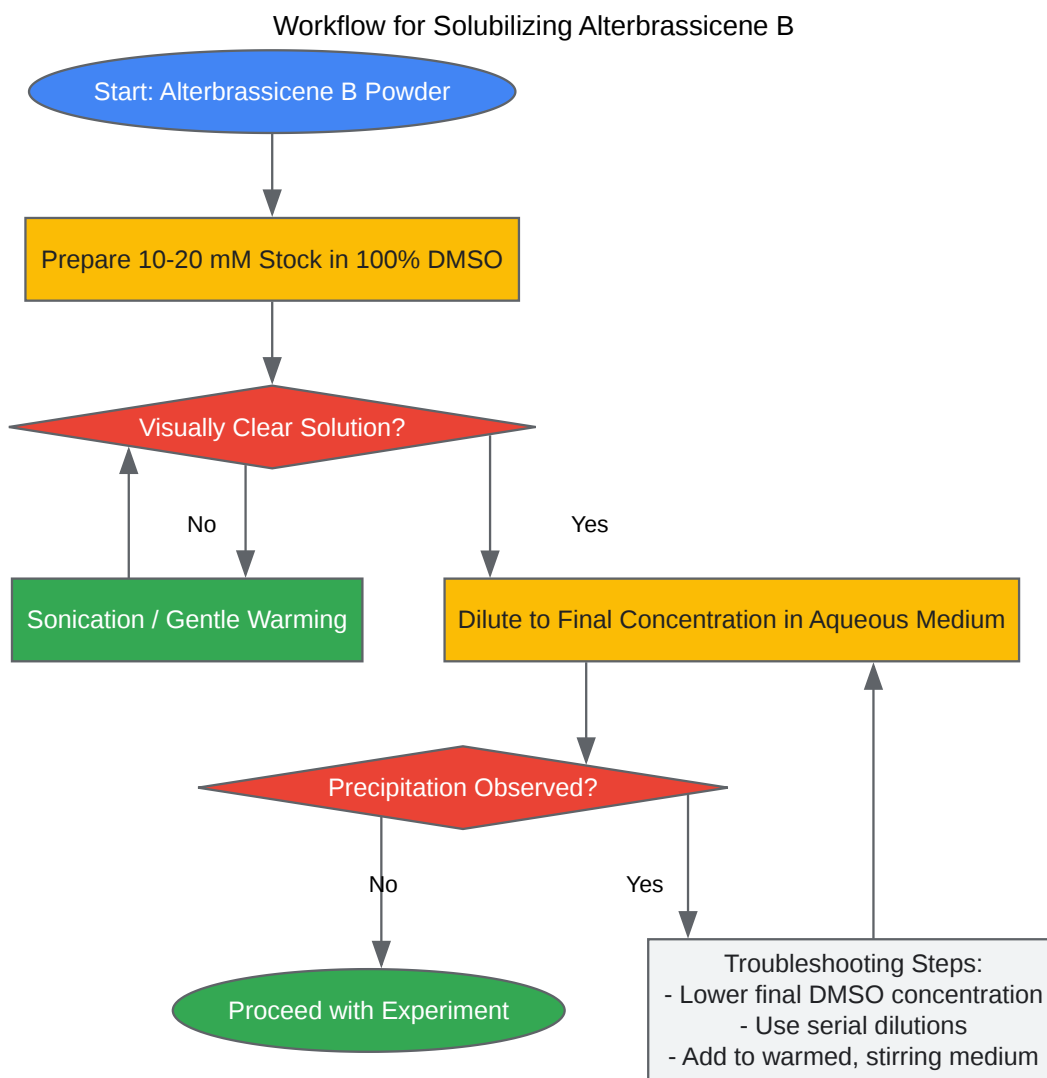 Workflow for Solubilizing Alterbrassicene B
Start: Alterbrassicene B Powder
Prepare 10-20 mM Stock in 100% DMSO
Visually Clear Solution?
No
Yes
Sonication / Gentle Warming
Dilute to Final Concentration in Aqueous Medium
Precipitation Observed?
No
Yes
Proceed with Experiment
Troubleshooting Steps:
- Lower final DMSO concentration
- Use serial dilutions
- Add to warmed, stirring medium